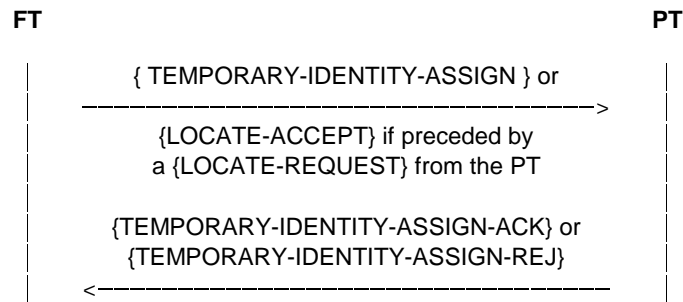 FT PT
{ TEMPORARY-IDENTITY-ASSIGN } or
{LOCATE-ACCEPT} if preceded by
a {LOCATE-REQUEST} from the PT
{TEMPORARY-IDENTITY-ASSIGN-ACK} or
{TEMPORARY-IDENTITY-ASSIGN-REJ}